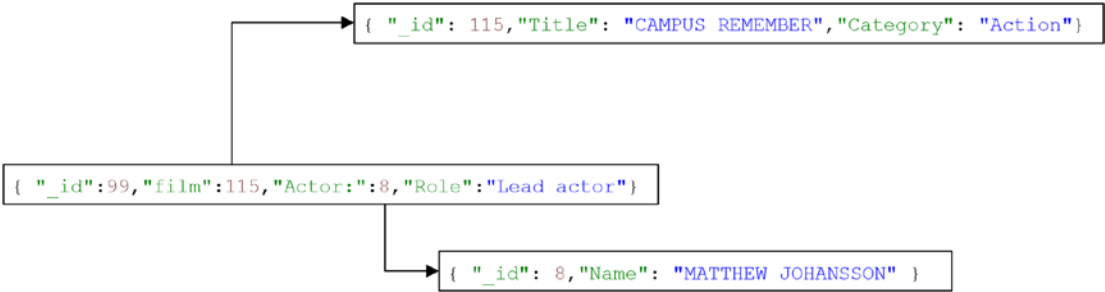 { "_id": 115,"Title": "CAMPUS REMEMBER","Category": "Action"}
{ "_id":99,"film":115,"Actor:":8,"Role":"Lead actor"}
{ "_id": 8,"Name": "MATTHEW JOHANSSON" }